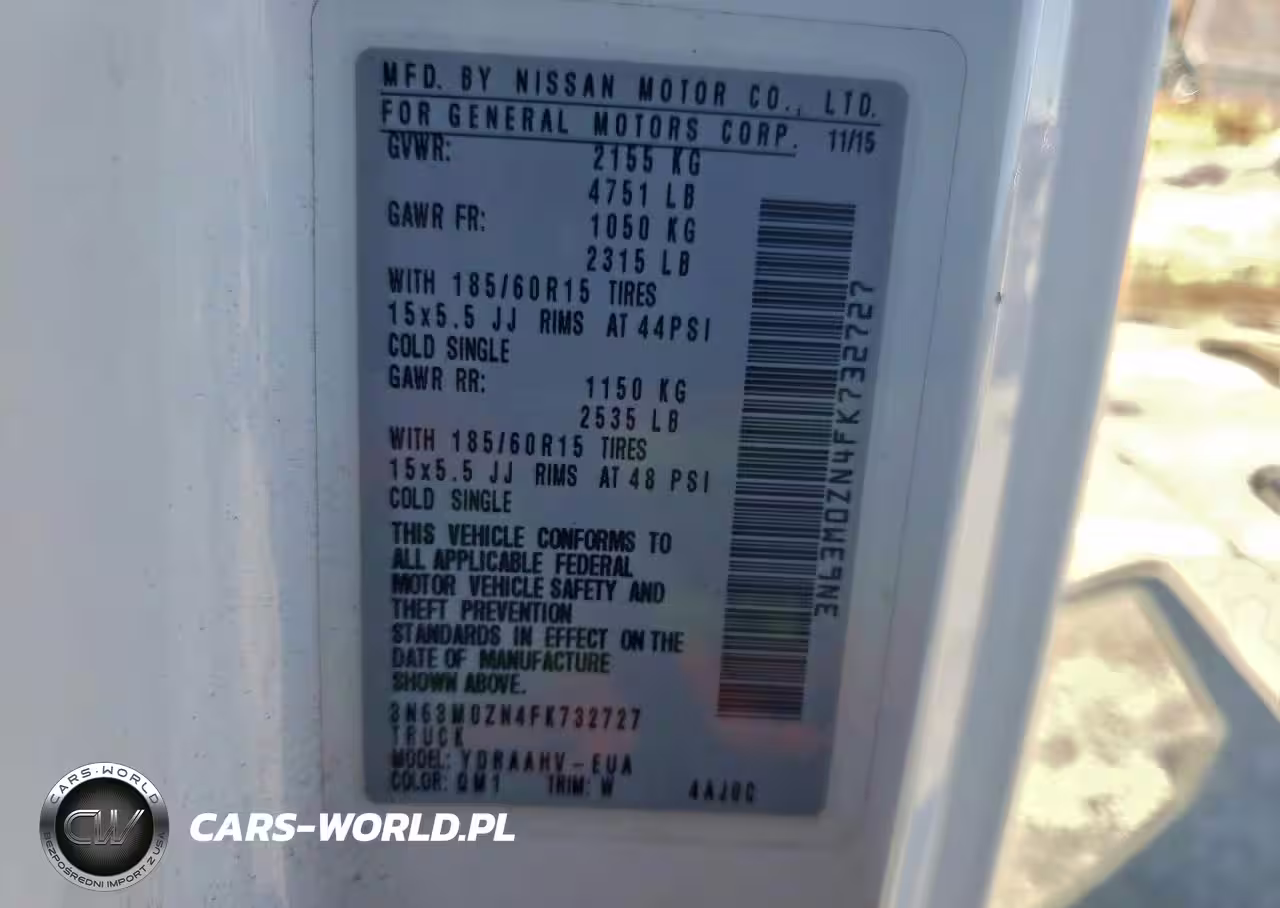 MFD. BY NISSAN MOTOR CO., LTD.
FOR GENERAL MOTORS CORP. 11/15
GVWR: 2155 KG
4751 LB
GAWR FR: 1050 KG
2315 LB
WITH 185/60R15 TIRES
15x5.5 JJ RIMS AT 44PSI
COLD SINGLE
GAWR RR: 1150 KG
2535 LB
WITH 185/60R15 TIRES
15x5.5 JJ RIMS AT 48 PSI
COLD SINGLE
THIS VEHICLE CONFORMS TO
ALL APPLICABLE FEDERAL
MOTOR VEHICLE SAFETY AND
THEFT PREVENTION
STANDARDS IN EFFECT ON THE
DATE OF MANUFACTURE
SHOWN ABOVE.
3N63M0ZN4FK732727
TRUCK
MODEL: YDRAAHV-EUA
COLOR: QM1 TRIM: W 4AJ0C
3N63M0ZN4FK732727
CARS-WORLD
CW
BEZPOŚREDNI IMPORT Z USA
CARS-WORLD.PL